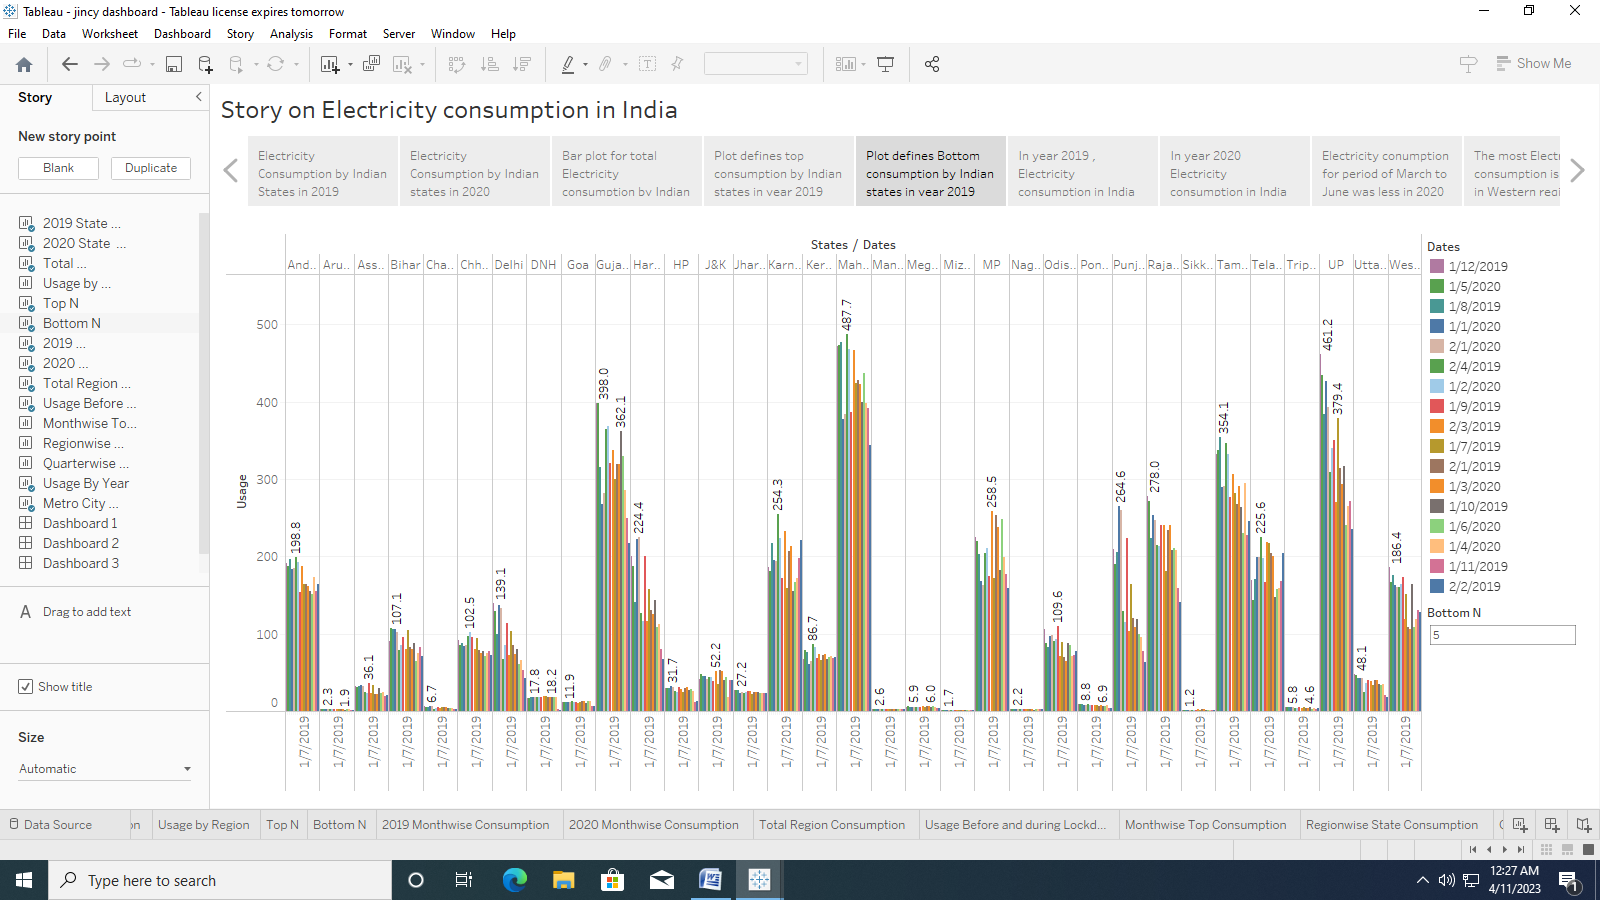 Tableau - jincy dashboard - Tableau license expires tomorrow
File Data Worksheet Dashboard Story Analysis Format Server Window Help
Show Me
Story Layout
New story point
Blank Duplicate
2019 State ...
2020 State ...
Total ...
Usage by ...
Top N
Bottom N
2019 ...
2020 ...
Total Region ...
Usage Before ...
Monthwise To...
Regionwise ...
Quarterwise ...
Usage By Year
Metro City ...
Dashboard 1
Dashboard 2
Dashboard 3
A Drag to add text
Show title
Size
Automatic
Story on Electricity consumption in India
Electricity
Consumption by Indian
States in 2019
Electricity
Consumption by Indian
states in 2020
Bar plot for total
Electricity
consumption by Indian
Plot defines top
consumption by Indian
states in year 2019
Plot defines Bottom
consumption by Indian
states in year 2019
In year 2019 ,
Electricity
consumption in India
In year 2020
Electricity
consumption in India
Electricity conumption
for period of March to
June was less in 2020
The most Electr
consumption is
in Western regi
States / Dates
And.. Aru.. Ass.. Bihar Cha.. Chh.. Delhi DNH Goa Guja.. Har.. HP J&K Jhar.. Karn.. Ker.. Mah.. Man.. Meg.. Miz.. MP Nag.. Odis.. Pon.. Punj.. Raja.. Sikk.. Tam.. Tela.. Trip.. UP Utta.. Wes..
Usage
500
400
300
200
100
0
198.8 2.3 1.9 36.1 107.1 6.7 102.5 139.1 17.8 18.2 11.9 398.0 362.1 224.4 31.7 52.2 27.2 254.3 86.7 487.7 2.6 5.9 6.0 1.7 258.5 2.2 109.6 8.8 6.9 264.6 278.0 1.2 354.1 225.6 5.8 4.6 461.2 379.4 48.1 186.4
1/7/2019 1/7/2019 1/7/2019 1/7/2019 1/7/2019 1/7/2019 1/7/2019 1/7/2019 1/7/2019 1/7/2019 1/7/2019 1/7/2019 1/7/2019 1/7/2019 1/7/2019 1/7/2019 1/7/2019 1/7/2019 1/7/2019 1/7/2019 1/7/2019 1/7/2019 1/7/2019 1/7/2019 1/7/2019 1/7/2019 1/7/2019 1/7/2019 1/7/2019 1/7/2019 1/7/2019 1/7/2019 1/7/2019
Dates
1/12/2019
1/5/2020
1/8/2019
1/1/2020
2/1/2020
2/4/2019
1/2/2020
1/9/2019
2/3/2019
1/7/2019
2/1/2019
1/3/2020
1/10/2019
1/6/2020
1/4/2020
1/11/2019
2/2/2019
Bottom N
5
Data Source on Usage by Region Top N Bottom N 2019 Monthwise Consumption 2020 Monthwise Consumption Total Region Consumption Usage Before and during Lockd... Monthwise Top Consumption Regionwise State Consumption
Type here to search
12:27 AM
4/11/2023
1